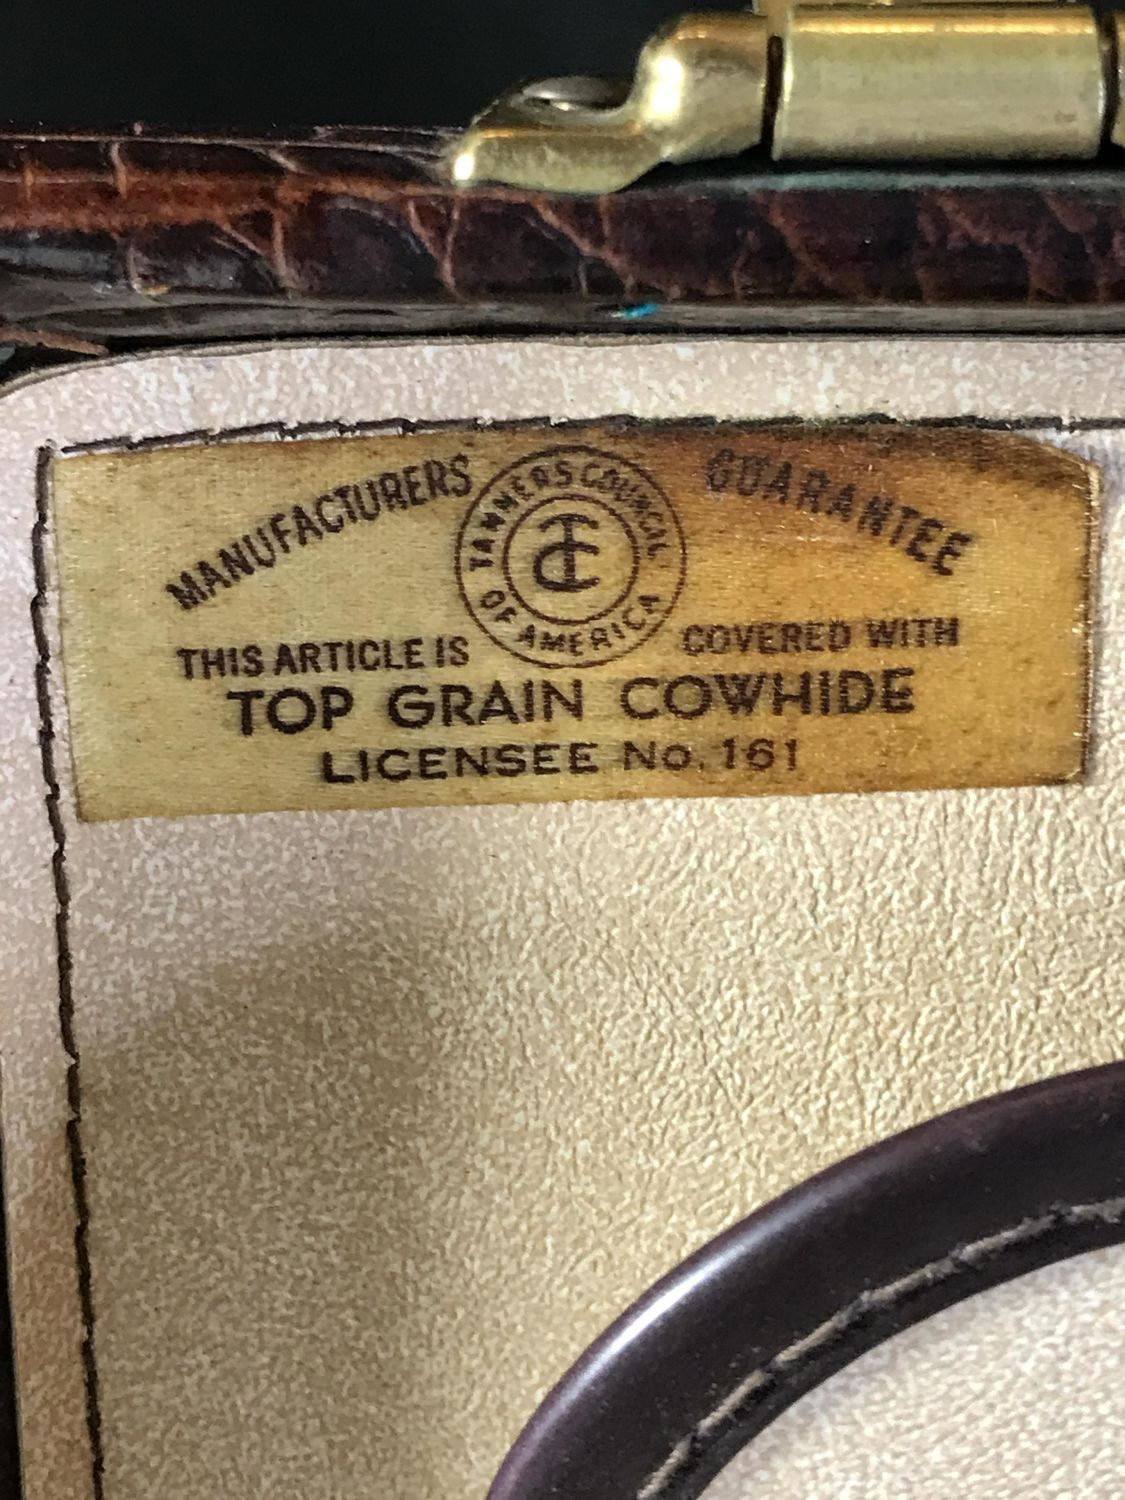 MANUFACTURERS GUARANTEE
TANNERS COUNCIL OF AMERICA
TC
THIS ARTICLE IS COVERED WITH
TOP GRAIN COWHIDE
LICENSEE No. 161